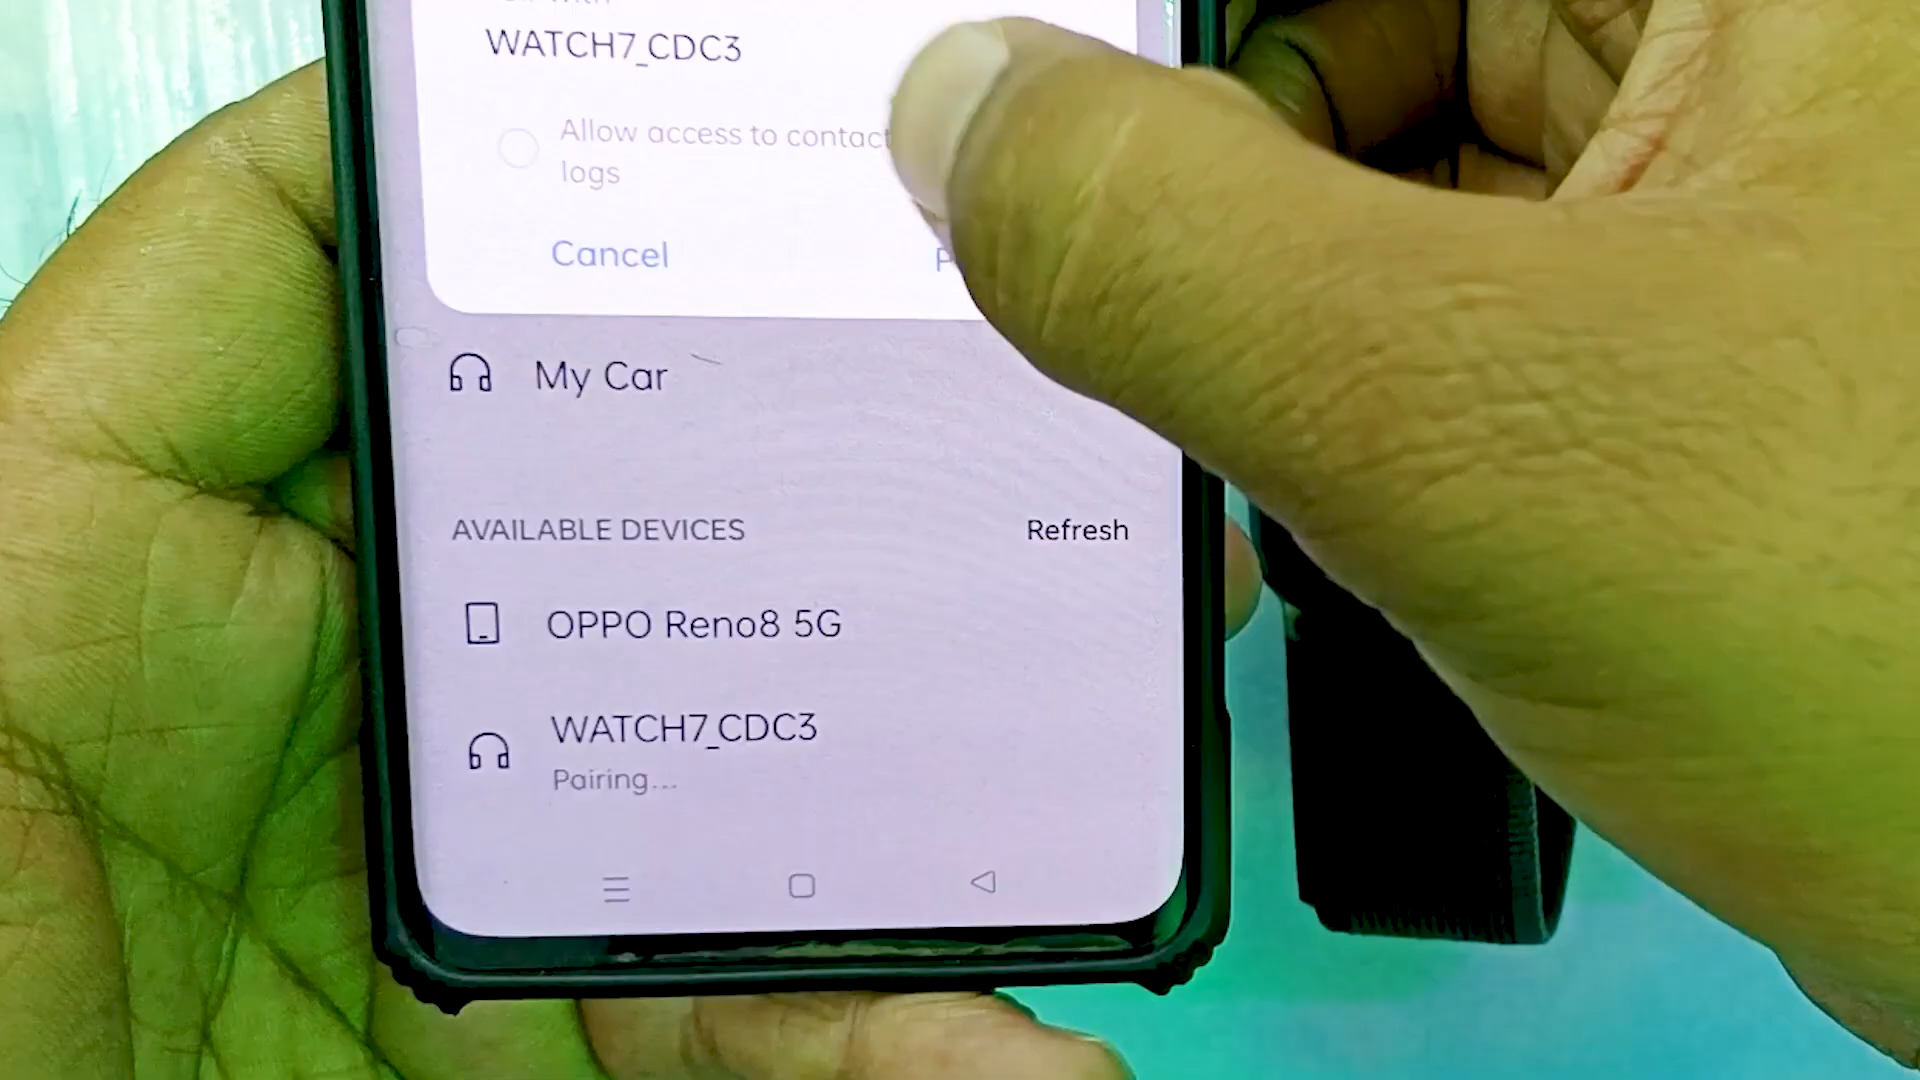 WATCH7_CDC3
Allow access to contact
logs
Cancel
My Car
AVAILABLE DEVICES Refresh
OPPO Reno8 5G
WATCH7_CDC3
Pairing...